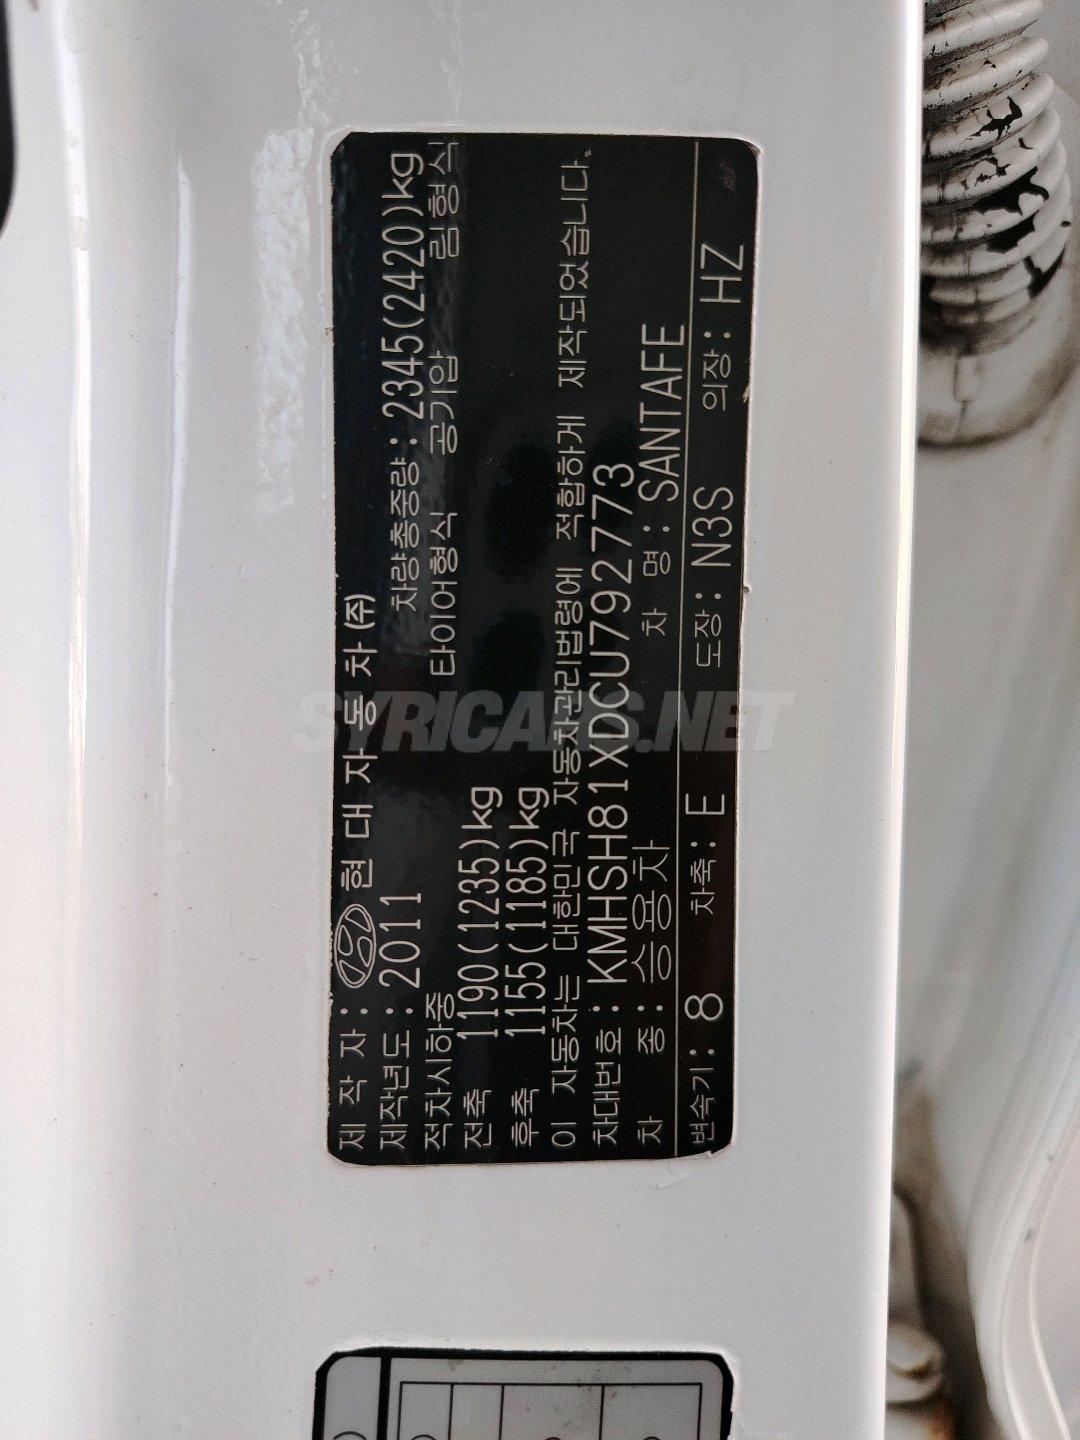 제 작 자 : 현 대 자 동 차 (주)
제작년도 : 2011 차량총중량 : 2345(2420)kg
적차시하중 타이어형식 공기압 림형식
전축 1190(1235)kg
후축 1155(1185)kg
이 자동차는 대한민국 자동차관리법령에 적합하게 제작되었습니다.
차대번호 : KMHSH81XDCU792773
차 종 : 승용차 차 명 : SANTAFE
변속기 : 8 차축 : E 도장 : N3S 의장 : HZ
SYRICARS.NET